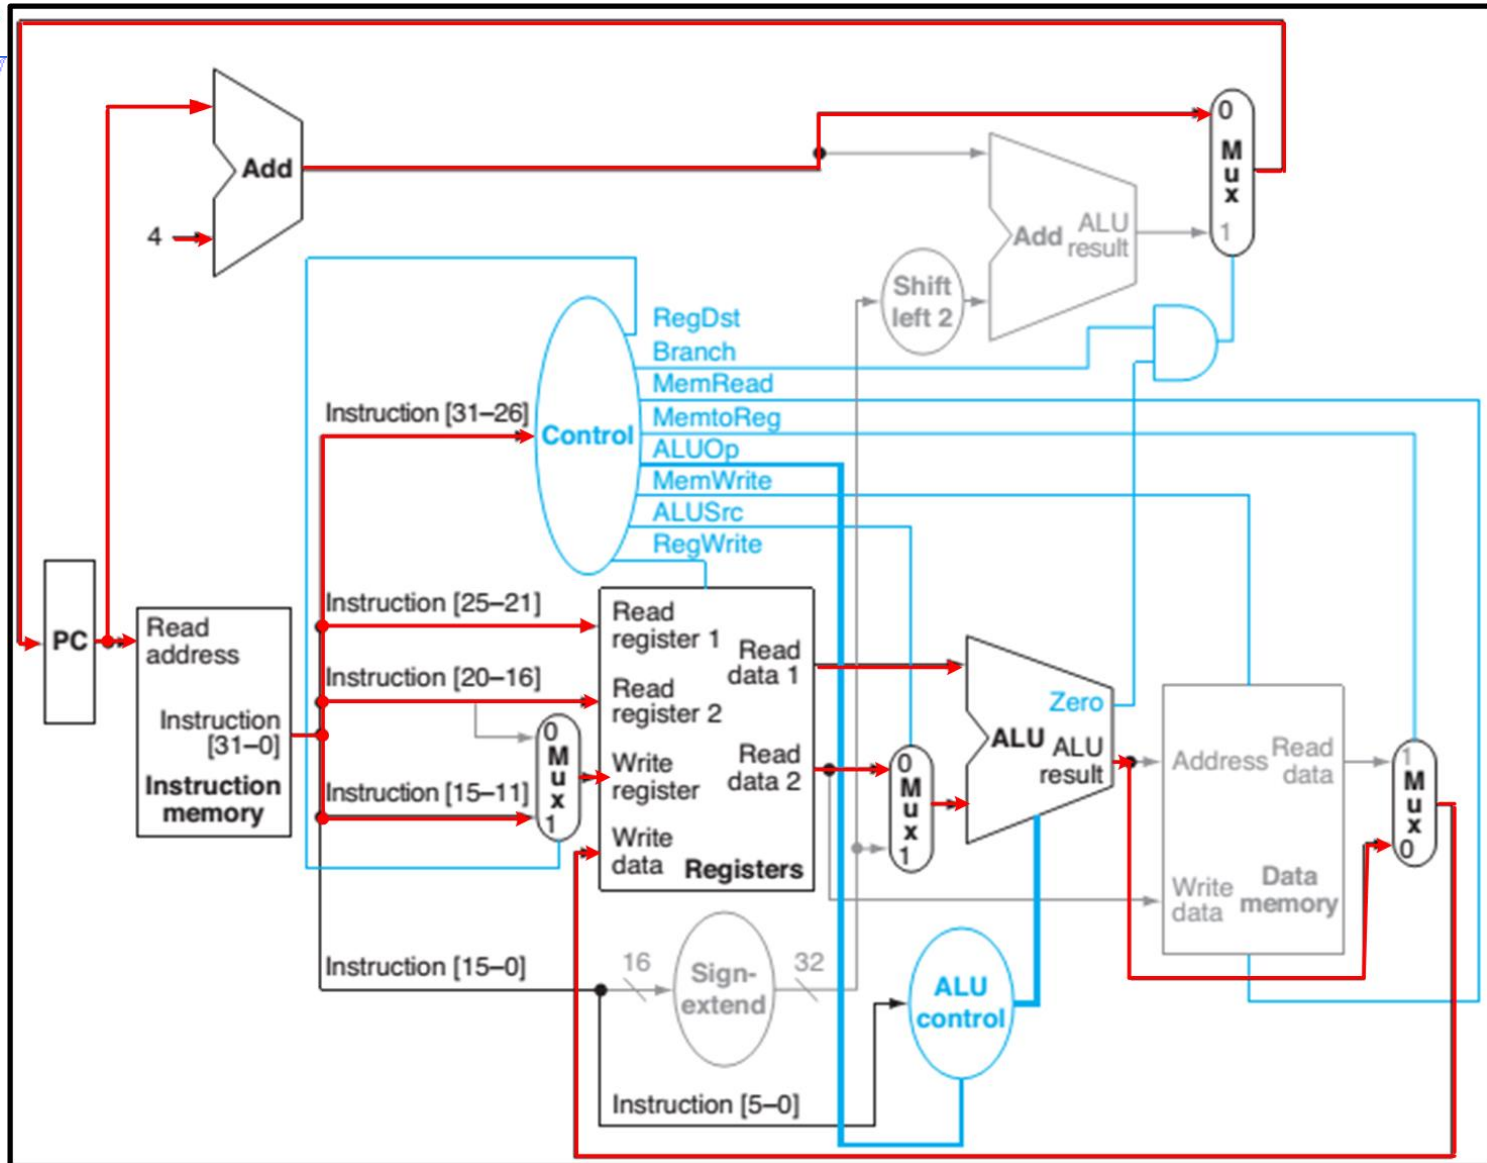 0
M
u
x
1
Add
4
Add
ALU
result
Shift
left 2
RegDst
Branch
MemRead
MemtoReg
ALUOp
MemWrite
ALUSrc
RegWrite
Control
Instruction [31–26]
Instruction [25–21]
Instruction [20–16]
Instruction [15–11]
Instruction [15–0]
Instruction [5–0]
PC
Read
address
Instruction
[31–0]
Instruction
memory
0
M
u
x
1
Read
register 1
Read
register 2
Write
register
Write
data
Read
data 1
Read
data 2
Registers
0
M
u
x
1
Zero
ALU
ALU
result
Address
Read
data
Write
data
Data
memory
1
M
u
x
0
16
Sign-
extend
32
ALU
control